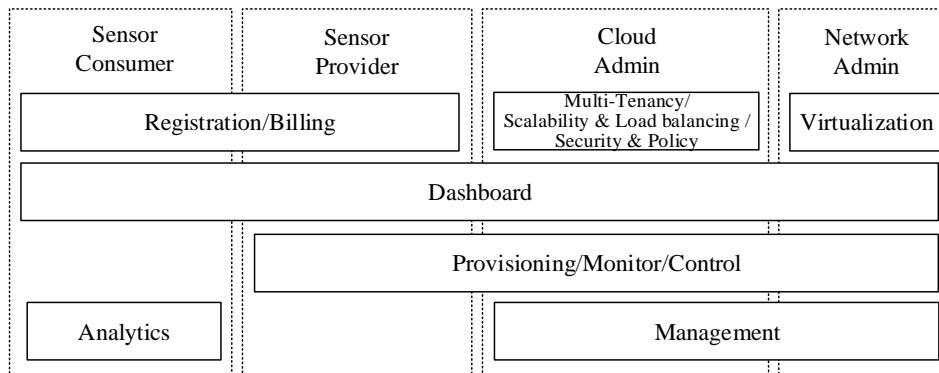 Sensor
Consumer
Sensor
Provider
Cloud
Admin
Network
Admin
Registration/Billing
Multi-Tenancy/
Scalability & Load balancing /
Security & Policy
Virtualization
Dashboard
Provisioning/Monitor/Control
Analytics
Management